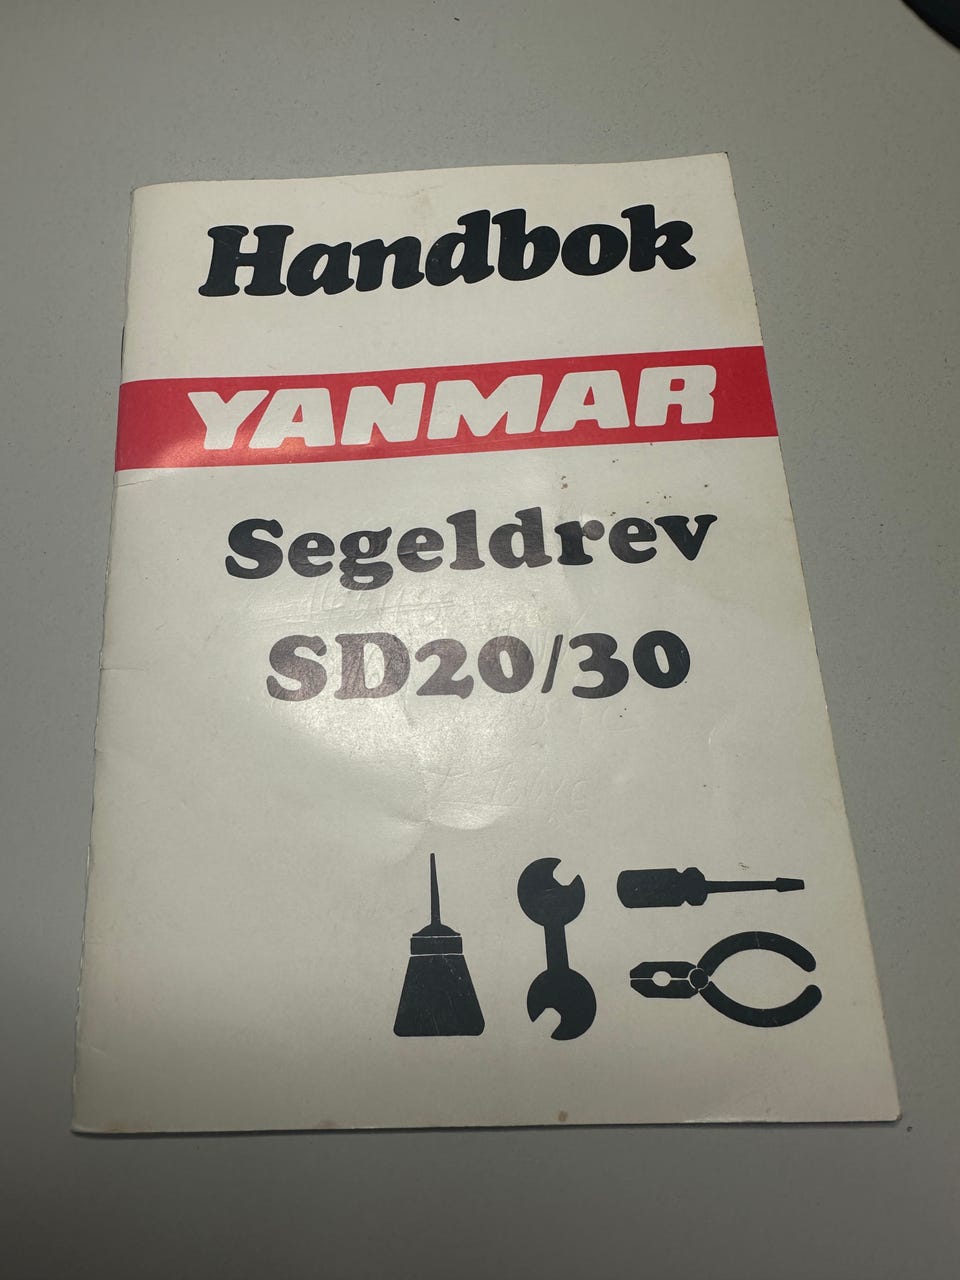 Handbok
YANMAR
Segeldrev
SD20/30